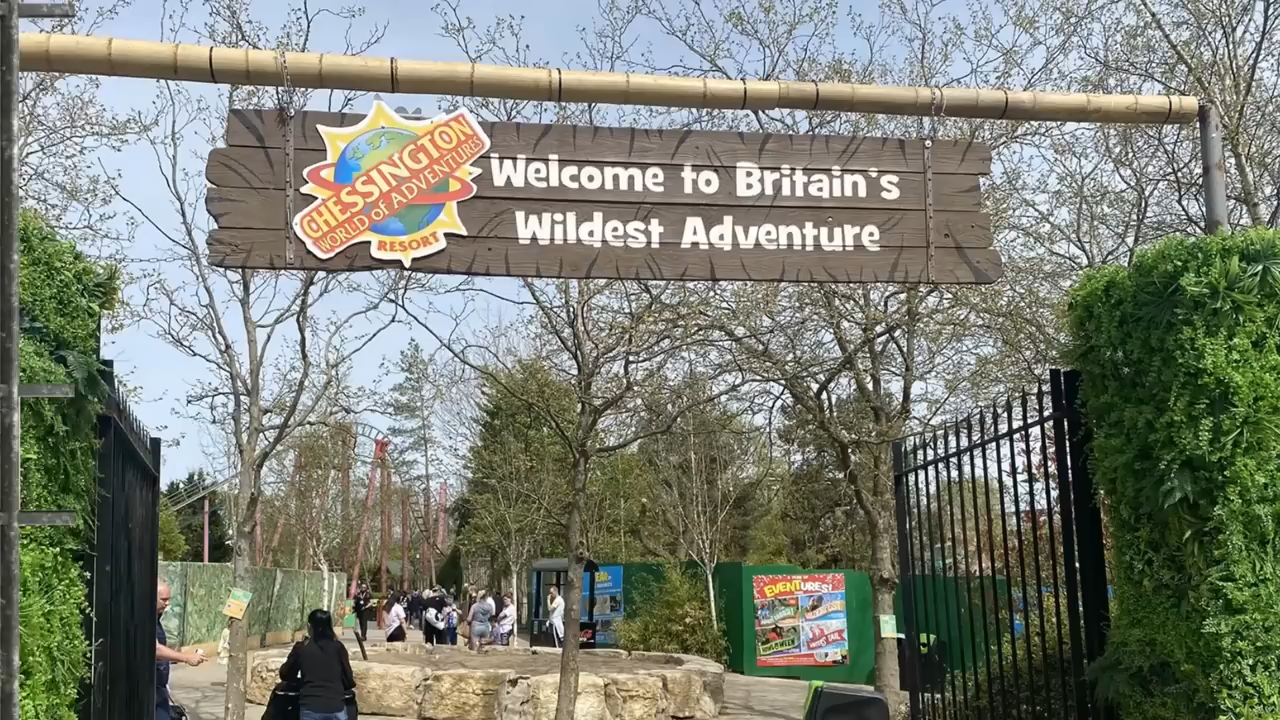 CHESSINGTON
WORLD of ADVENTURES
RESORT
Welcome to Britain's
Wildest Adventure
EVENTURES!